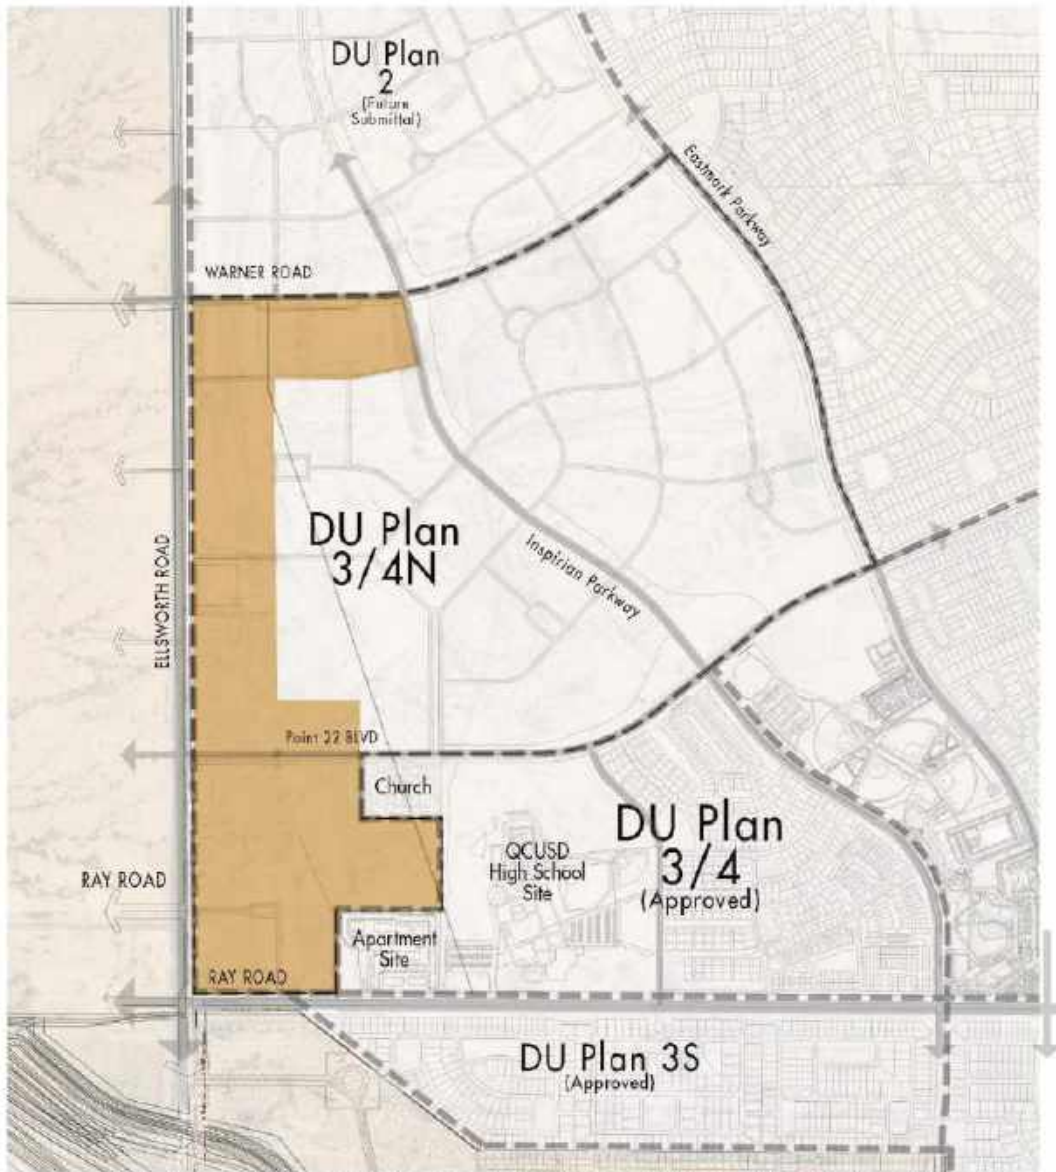 DU Plan
2
(Future
Submittal)
Eastmark Parkway
WARNER ROAD
DU Plan
3/4N
Inspirian Parkway
ELLSWORTH ROAD
Point 22 BLVD
Church
DU Plan
3/4
(Approved)
QCUSD
High School
Site
RAY ROAD
Apartment
Site
RAY ROAD
DU Plan 3S
(Approved)